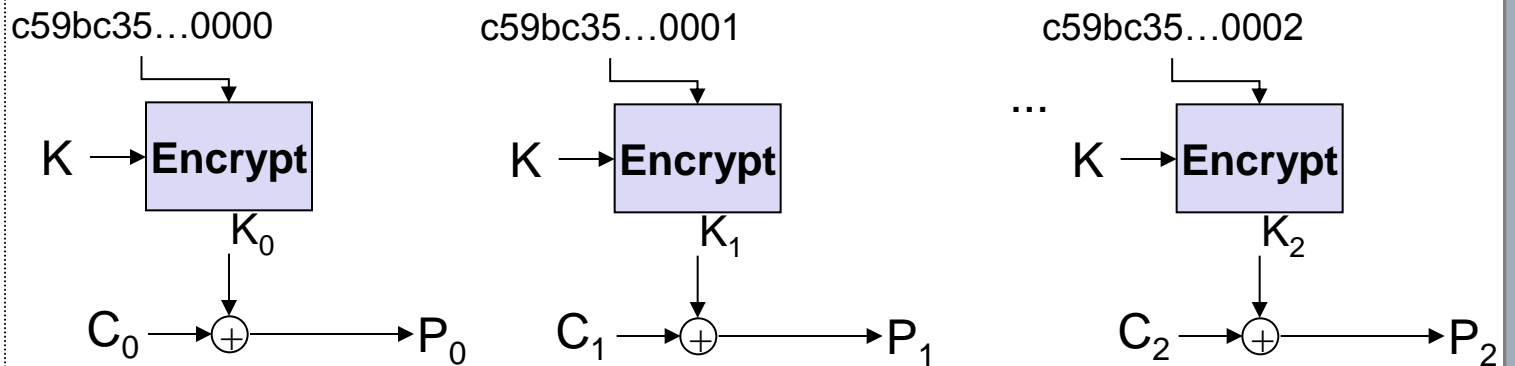 c59bc35…0000 c59bc35…0001 c59bc35…0002
...
K Encrypt K Encrypt K Encrypt
K₀ K₁ K₂
C₀ + P₀ C₁ + P₁ C₂ + P₂